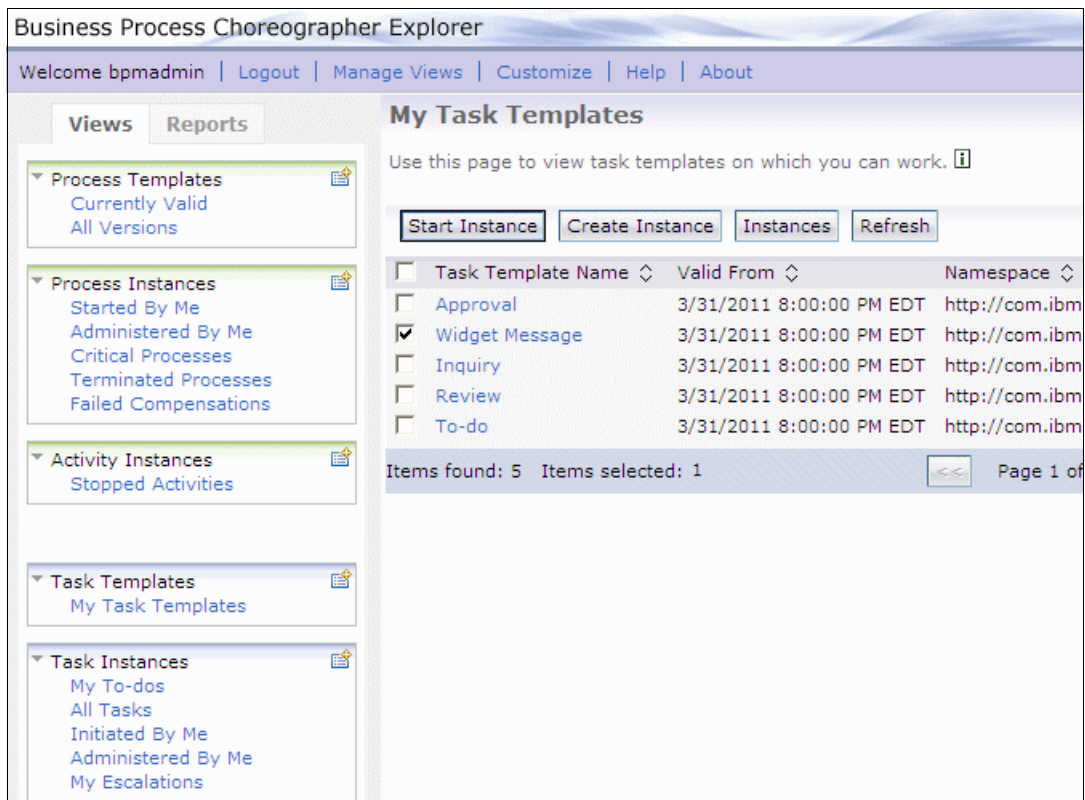 Business Process Choreographer Explorer
Welcome bpmadmin | Logout | Manage Views | Customize | Help | About
Views Reports
Process Templates
Currently Valid
All Versions
Process Instances
Started By Me
Administered By Me
Critical Processes
Terminated Processes
Failed Compensations
Activity Instances
Stopped Activities
Task Templates
My Task Templates
Task Instances
My To-dos
All Tasks
Initiated By Me
Administered By Me
My Escalations
My Task Templates
Use this page to view task templates on which you can work. i
Start Instance Create Instance Instances Refresh
Task Template Name Valid From Namespace
Approval 3/31/2011 8:00:00 PM EDT http://com.ibm
Widget Message 3/31/2011 8:00:00 PM EDT http://com.ibm
Inquiry 3/31/2011 8:00:00 PM EDT http://com.ibm
Review 3/31/2011 8:00:00 PM EDT http://com.ibm
To-do 3/31/2011 8:00:00 PM EDT http://com.ibm
Items found: 5 Items selected: 1 << Page 1 of